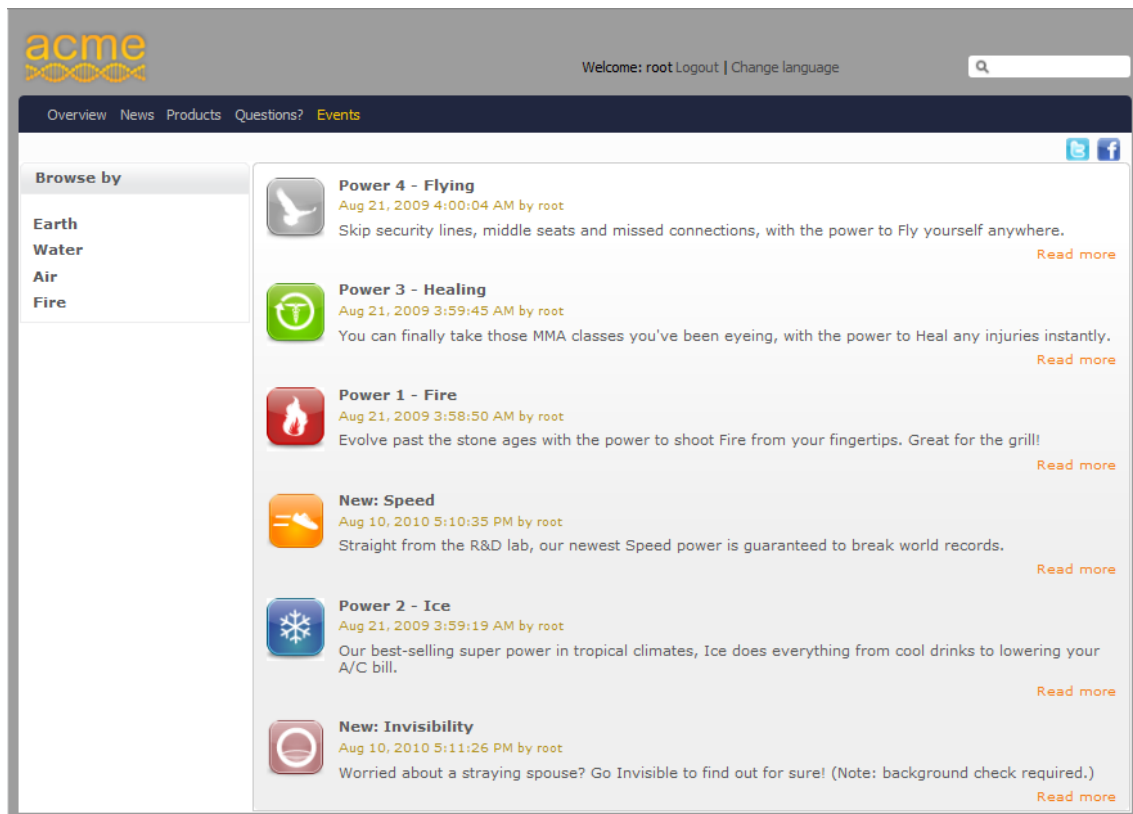 acme
Welcome: root Logout | Change language
Overview News Products Questions? Events
Browse by
Earth
Water
Air
Fire
Power 4 - Flying
Aug 21, 2009 4:00:04 AM by root
Skip security lines, middle seats and missed connections, with the power to Fly yourself anywhere.
Read more
Power 3 - Healing
Aug 21, 2009 3:59:45 AM by root
You can finally take those MMA classes you've been eyeing, with the power to Heal any injuries instantly.
Read more
Power 1 - Fire
Aug 21, 2009 3:58:50 AM by root
Evolve past the stone ages with the power to shoot Fire from your fingertips. Great for the grill!
Read more
New: Speed
Aug 10, 2010 5:10:35 PM by root
Straight from the R&D lab, our newest Speed power is guaranteed to break world records.
Read more
Power 2 - Ice
Aug 21, 2009 3:59:19 AM by root
Our best-selling super power in tropical climates, Ice does everything from cool drinks to lowering your
A/C bill.
Read more
New: Invisibility
Aug 10, 2010 5:11:26 PM by root
Worried about a straying spouse? Go Invisible to find out for sure! (Note: background check required.)
Read more